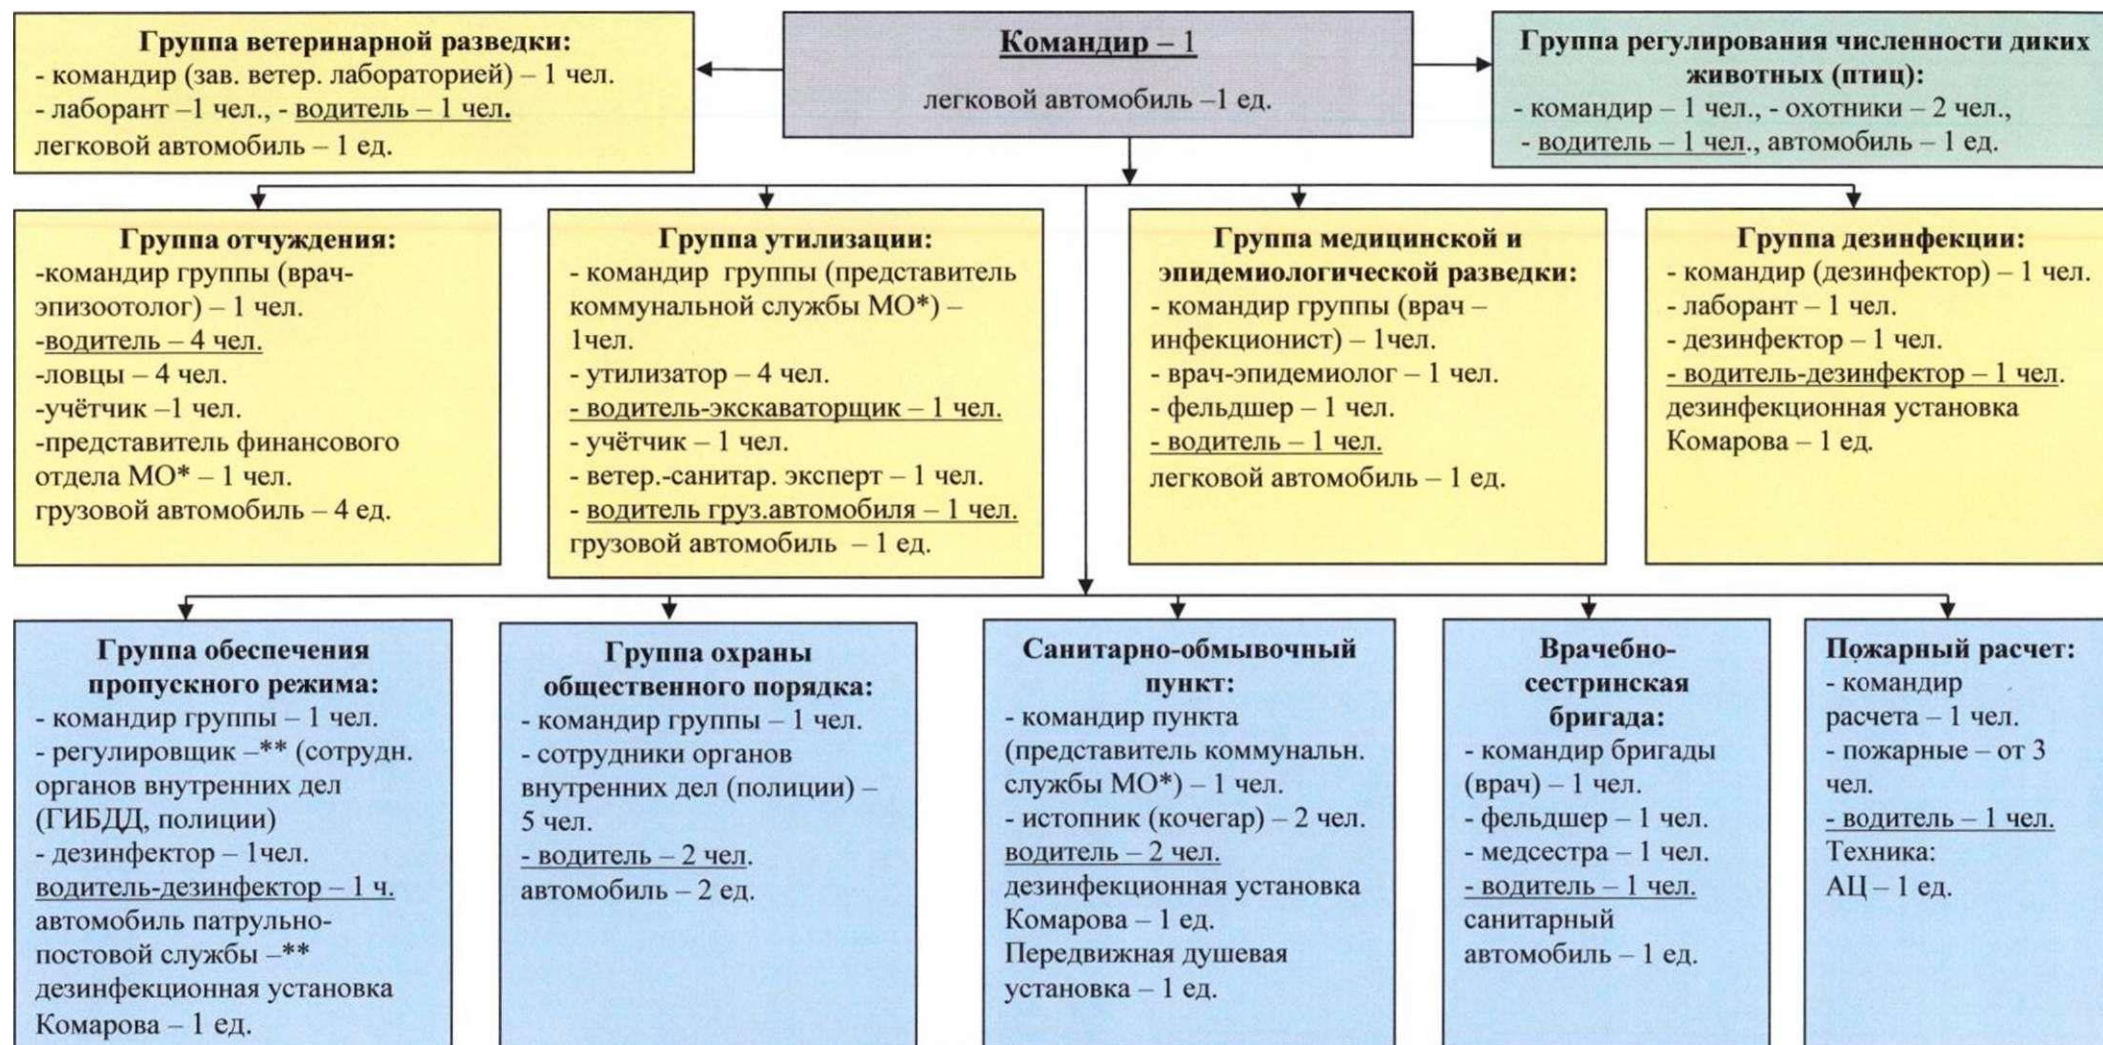 Группа ветеринарной разведки:
- командир (зав. ветер. лабораторией) – 1 чел.
- лаборант –1 чел., - водитель – 1 чел.
легковой автомобиль – 1 ед.
Командир – 1
легковой автомобиль –1 ед.
Группа регулирования численности диких
животных (птиц):
- командир – 1 чел., - охотники – 2 чел.,
- водитель – 1 чел., автомобиль – 1 ед.
Группа отчуждения:
-командир группы (врач-
эпизоотолог) – 1 чел.
-водитель – 4 чел.
-ловцы – 4 чел.
-учётчик –1 чел.
-представитель финансового
отдела МО* – 1 чел.
грузовой автомобиль – 4 ед.
Группа утилизации:
- командир группы (представитель
коммунальной службы МО*) –
1чел.
- утилизатор – 4 чел.
- водитель-экскаваторщик – 1 чел.
- учётчик – 1 чел.
- ветер.-санитар. эксперт – 1 чел.
- водитель груз.автомобиля – 1 чел.
грузовой автомобиль – 1 ед.
Группа медицинской и
эпидемиологической разведки:
- командир группы (врач –
инфекционист) – 1чел.
- врач-эпидемиолог – 1 чел.
- фельдшер – 1 чел.
- водитель – 1 чел.
легковой автомобиль – 1 ед.
Группа дезинфекции:
- командир (дезинфектор) – 1 чел.
- лаборант – 1 чел.
- дезинфектор – 1 чел.
- водитель-дезинфектор – 1 чел.
дезинфекционная установка
Комарова – 1 ед.
Группа обеспечения
пропускного режима:
- командир группы – 1 чел.
- регулировщик –** (сотрудн.
органов внутренних дел
(ГИБДД, полиции)
- дезинфектор – 1чел.
водитель-дезинфектор – 1 ч.
автомобиль патрульно-
постовой службы –**
дезинфекционная установка
Комарова – 1 ед.
Группа охраны
общественного порядка:
- командир группы – 1 чел.
- сотрудники органов
внутренних дел (полиции) –
5 чел.
- водитель – 2 чел.
автомобиль – 2 ед.
Санитарно-обмывочный
пункт:
- командир пункта
(представитель коммунальн.
службы МО*) – 1 чел.
- истопник (кочегар) – 2 чел.
водитель – 2 чел.
дезинфекционная установка
Комарова – 1 ед.
Передвижная душевая
установка – 1 ед.
Врачебно-
сестринская
бригада:
- командир бригады
(врач) – 1 чел.
- фельдшер – 1 чел.
- медсестра – 1 чел.
- водитель – 1 чел.
санитарный
автомобиль – 1 ед.
Пожарный расчет:
- командир
расчета – 1 чел.
- пожарные – от 3
чел.
- водитель – 1 чел.
Техника:
АЦ – 1 ед.